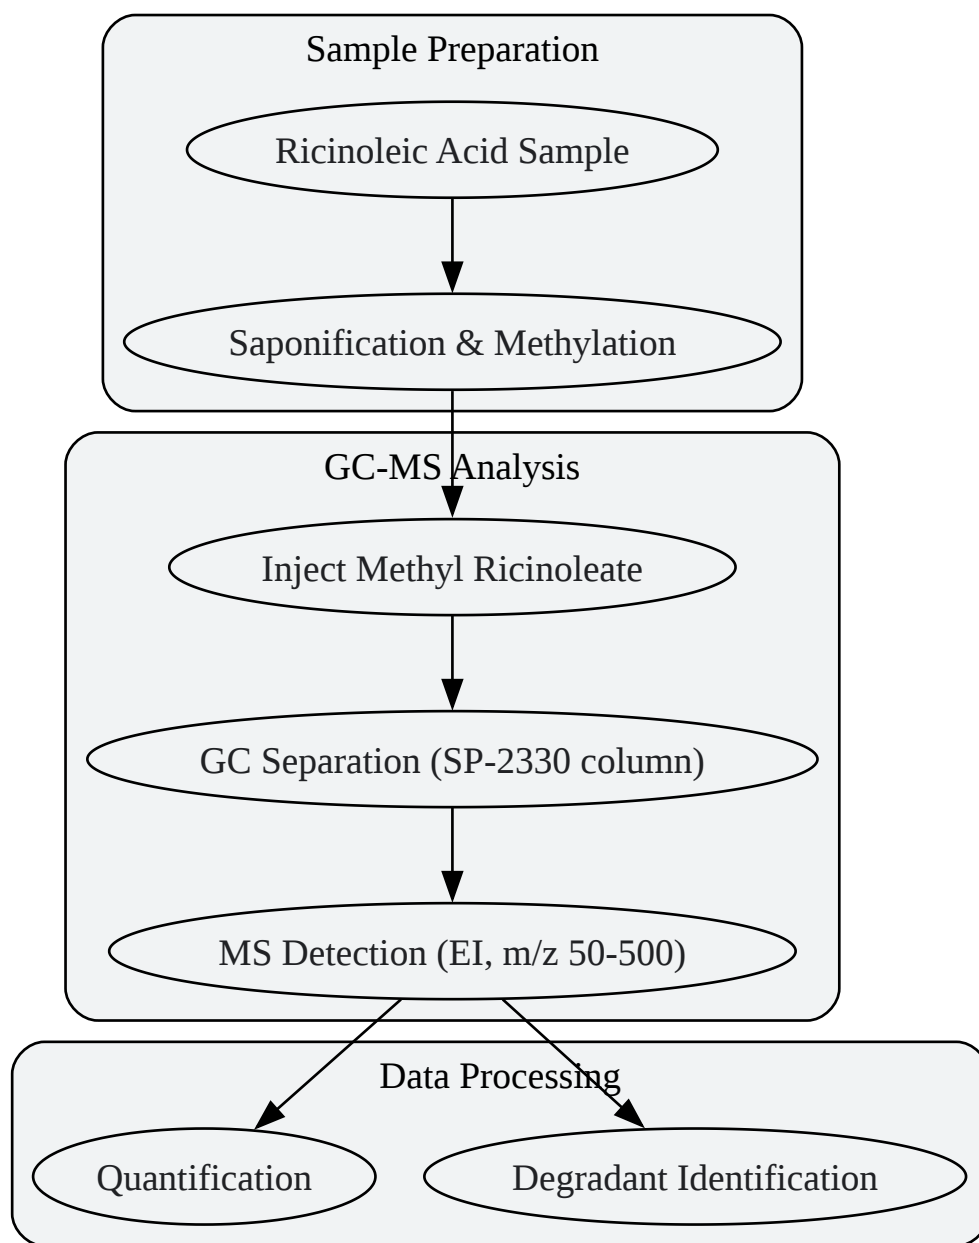 Sample Preparation
Ricinoleic Acid Sample
Saponification & Methylation
GC-MS Analysis
Inject Methyl Ricinoleate
GC Separation (SP-2330 column)
MS Detection (EI, m/z 50-500)
Data Processing
Quantification
Degradant Identification